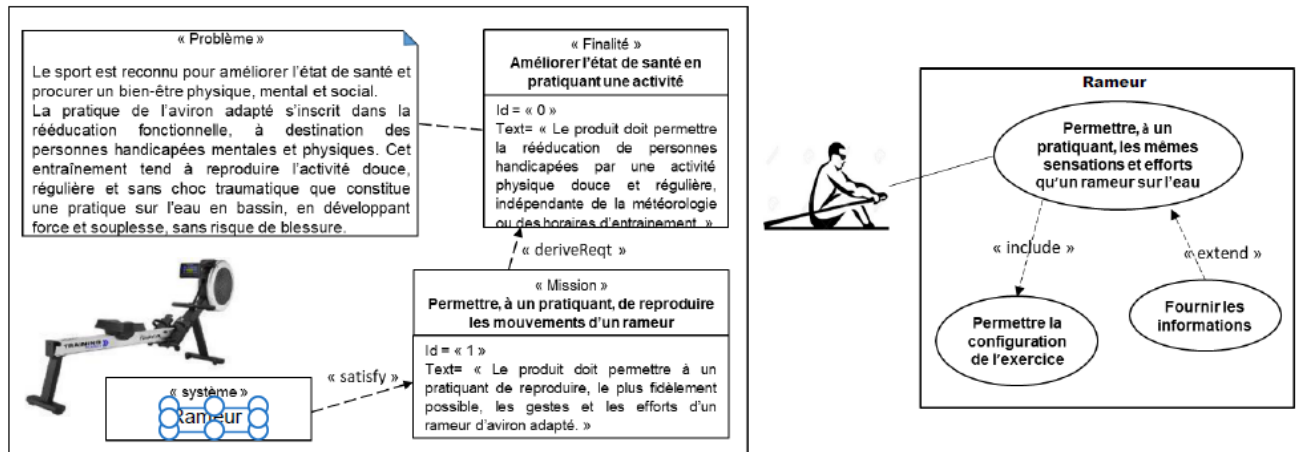 « Problème »
Le sport est reconnu pour améliorer l'état de santé et
procurer un bien-être physique, mental et social.
La pratique de l'aviron adapté s'inscrit dans la
rééducation fonctionnelle, à destination des
personnes handicapées mentales et physiques. Cet
entraînement tend à reproduire l'activité douce,
régulière et sans choc traumatique que constitue
une pratique sur l'eau en bassin, en développant
force et souplesse, sans risque de blessure.
« Finalité »
Améliorer l'état de santé en
pratiquant une activité
Id = « 0 »
Text= « Le produit doit permettre
la rééducation de personnes
handicapées par une activité
physique douce et régulière,
indépendante de la météorologie
ou des horaires d'entrainement. »
« deriveReqt »
« Mission »
Permettre, à un pratiquant, de reproduire
les mouvements d'un rameur
Id = « 1 »
Text= « Le produit doit permettre à un
pratiquant de reproduire, le plus fidèlement
possible, les gestes et les efforts d'un
rameur d'aviron adapté. »
« satisfy »
TRAINING
« système »
Rameur
Rameur
Permettre, à un
pratiquant, les mêmes
sensations et efforts
qu'un rameur sur l'eau
« include »
« extend »
Permettre la
configuration
de l'exercice
Fournir les
informations